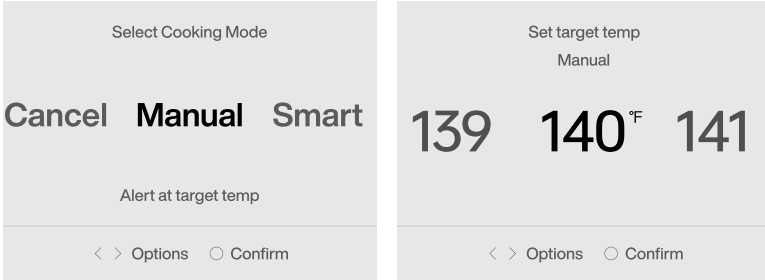 Select Cooking Mode
Cancel Manual Smart
Alert at target temp
< > Options ○ Confirm
Set target temp
Manual
139 140°F 141
< > Options ○ Confirm